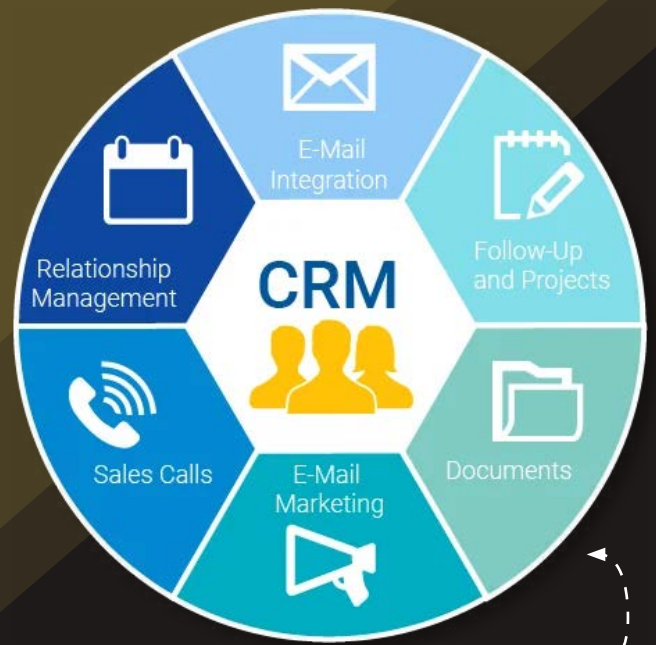 E-Mail
Integration
Follow-Up
and Projects
Relationship
Management
CRM
Sales Calls
E-Mail
Marketing
Documents